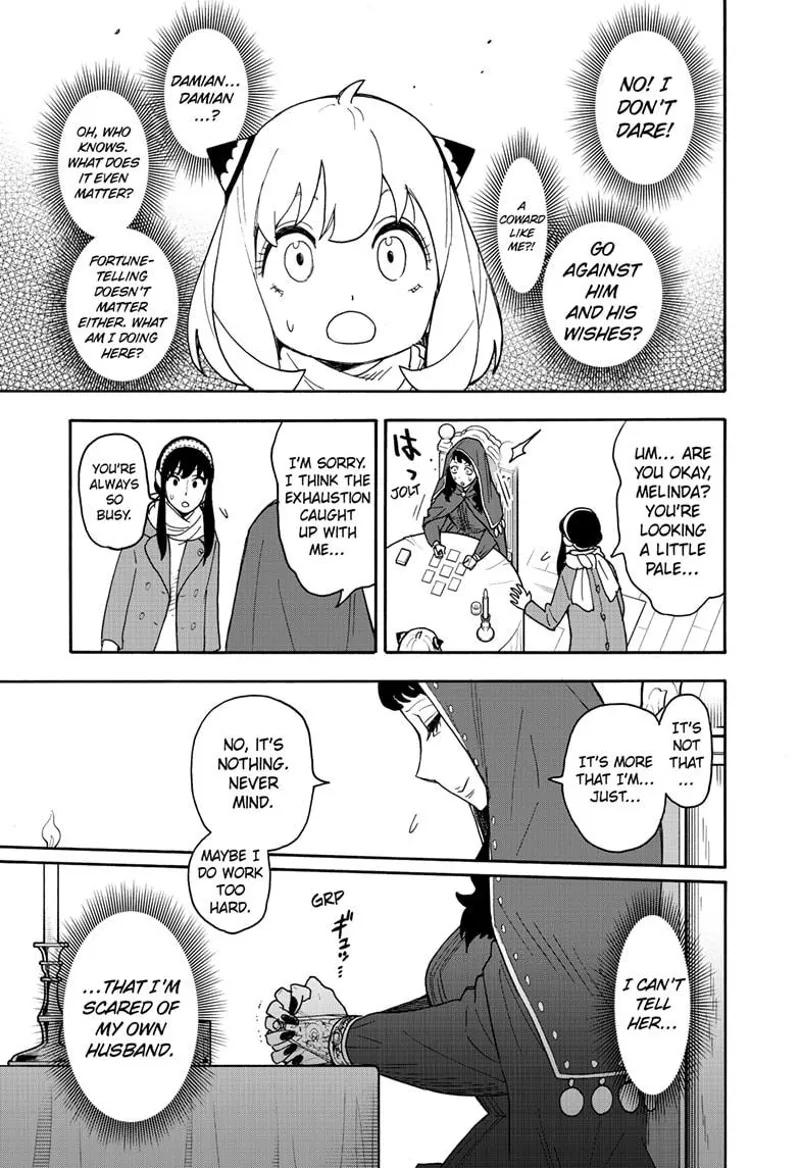 NO! I
DON'T
DARE!
A
COWARD
LIKE
ME?!
GO
AGAINST
HIM
AND HIS
WISHES?
DAMIAN...
DAMIAN
...?
OH, WHO
KNOWS.
WHAT DOES
IT EVEN
MATTER?
FORTUNE-
TELLING
DOESN'T
MATTER
EITHER. WHAT
AM I DOING
HERE?
UM... ARE
YOU OKAY,
MELINDA?
YOU'RE
LOOKING
A LITTLE
PALE...
はっ
JOLT
I'M SORRY.
I THINK THE
EXHAUSTION
CAUGHT
UP WITH
ME...
YOU'RE
ALWAYS
SO
BUSY.
IT'S
NOT
THAT
...
IT'S MORE
THAT I'M...
JUST...
NO, IT'S
NOTHING.
NEVER
MIND.
MAYBE I
DO WORK
TOO
HARD.
GRP
ギュッ...
I CAN'T
TELL
HER...
...THAT I'M
SCARED OF
MY OWN
HUSBAND.